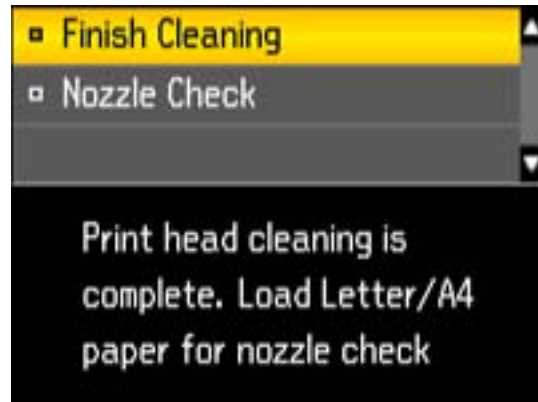 Finish Cleaning
Nozzle Check
Print head cleaning is
complete. Load Letter/A4
paper for nozzle check